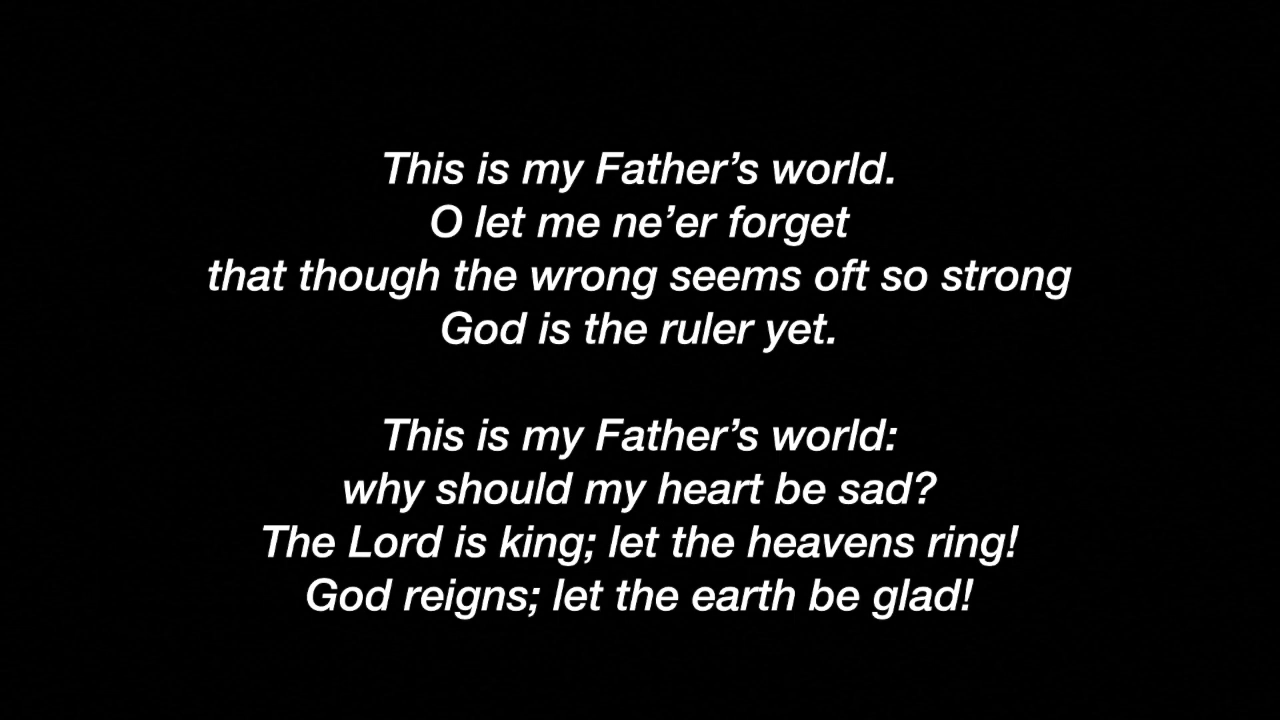 This is my Father’s world.
O let me ne’er forget
that though the wrong seems oft so strong
God is the ruler yet.
This is my Father’s world:
why should my heart be sad?
The Lord is king; let the heavens ring!
God reigns; let the earth be glad!